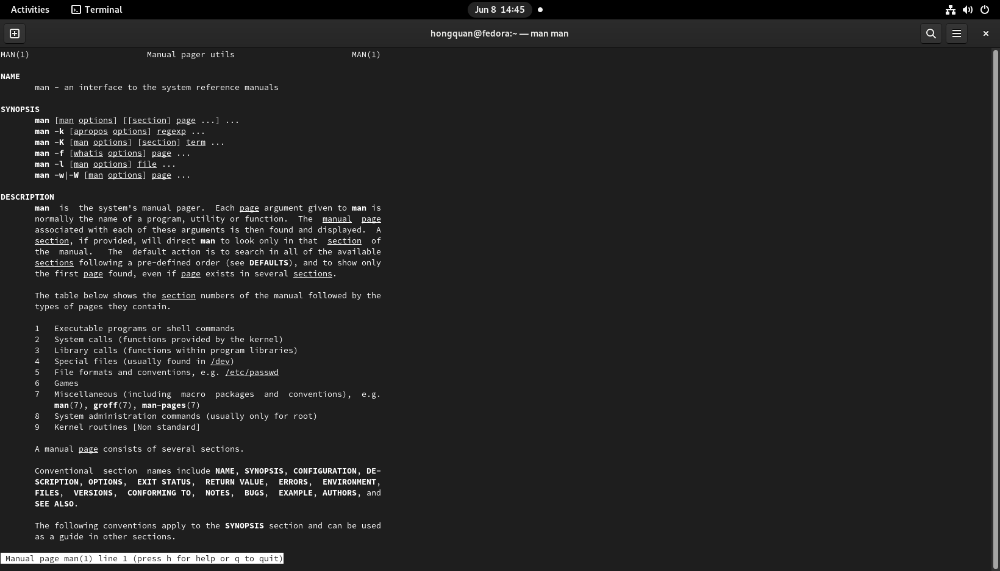 Activities
Terminal
Jun 8 14:45
hongquan@fedora:~ — man man
MAN(1) Manual pager utils MAN(1)
NAME
man - an interface to the system reference manuals
SYNOPSIS
man [man options] [[section] page ...] ...
man -k [apropos options] regexp ...
man -K [man options] [section] term ...
man -f [whatis options] page ...
man -l [man options] file ...
man -w|-W [man options] page ...
DESCRIPTION
man is the system's manual pager. Each page argument given to man is
normally the name of a program, utility or function. The manual page
associated with each of these arguments is then found and displayed. A
section, if provided, will direct man to look only in that section of
the manual. The default action is to search in all of the available
sections following a pre-defined order (see DEFAULTS), and to show only
the first page found, even if page exists in several sections.
The table below shows the section numbers of the manual followed by the
types of pages they contain.
1 Executable programs or shell commands
2 System calls (functions provided by the kernel)
3 Library calls (functions within program libraries)
4 Special files (usually found in /dev)
5 File formats and conventions, e.g. /etc/passwd
6 Games
7 Miscellaneous (including macro packages and conventions), e.g.
man(7), groff(7), man-pages(7)
8 System administration commands (usually only for root)
9 Kernel routines [Non standard]
A manual page consists of several sections.
Conventional section names include NAME, SYNOPSIS, CONFIGURATION, DE-
SCRIPTION, OPTIONS, EXIT STATUS, RETURN VALUE, ERRORS, ENVIRONMENT,
FILES, VERSIONS, CONFORMING TO, NOTES, BUGS, EXAMPLE, AUTHORS, and
SEE ALSO.
The following conventions apply to the SYNOPSIS section and can be used
as a guide in other sections.
Manual page man(1) line 1 (press h for help or q to quit)